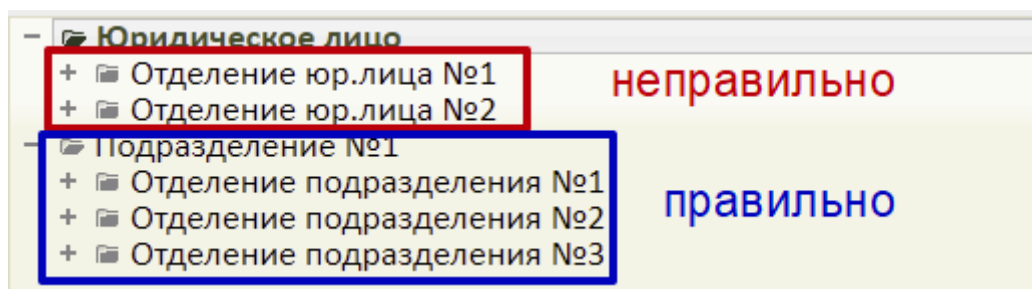 Юридическое лицо
Отделение юр.лица №1
Отделение юр.лица №2
неправильно
Подразделение №1
Отделение подразделения №1
Отделение подразделения №2
Отделение подразделения №3
правильно